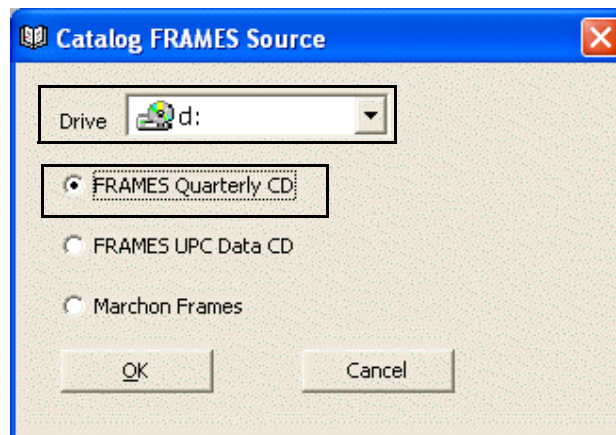 Catalog FRAMES Source
Drive d:
FRAMES Quarterly CD
FRAMES UPC Data CD
Marchon Frames
OK Cancel